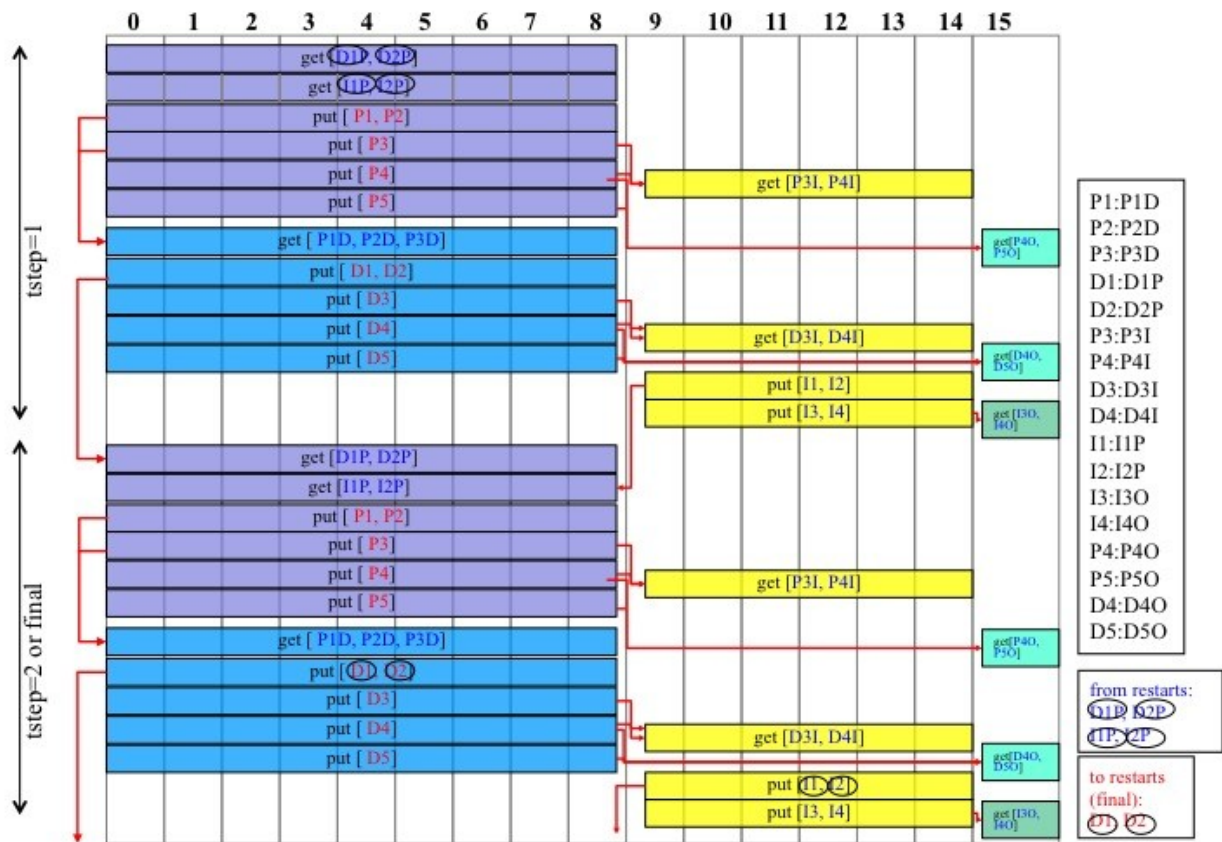 0 1 2 3 4 5 6 7 8 9 10 11 12 13 14 15
tstep=1
get [D1P, D2P]
get [I1P, I2P]
put [ P1, P2]
put [ P3]
put [ P4]
get [P3I, P4I]
put [ P5]
get [ P1D, P2D, P3D]
get[P4O,
P5O]
put [ D1, D2]
put [ D3]
put [ D4]
get [D3I, D4I]
put [ D5]
get[D4O,
D5O]
put [I1, I2]
put [I3, I4]
get [I3O,
I4O]
tstep=2 or final
get [D1P, D2P]
get [I1P, I2P]
put [ P1, P2]
put [ P3]
put [ P4]
get [P3I, P4I]
put [ P5]
get [ P1D, P2D, P3D]
get[P4O,
P5O]
put [ D1, D2]
put [ D3]
put [ D4]
get [D3I, D4I]
put [ D5]
get[D4O,
D5O]
put [I1, I2]
put [I3, I4]
get [I3O,
I4O]
P1:P1D
P2:P2D
P3:P3D
D1:D1P
D2:D2P
P3:P3I
P4:P4I
D3:D3I
D4:D4I
I1:I1P
I2:I2P
I3:I3O
I4:I4O
P4:P4O
P5:P5O
D4:D4O
D5:D5O
from restarts:
D1P, D2P
I1P, I2P
to restarts
(final):
D1, D2